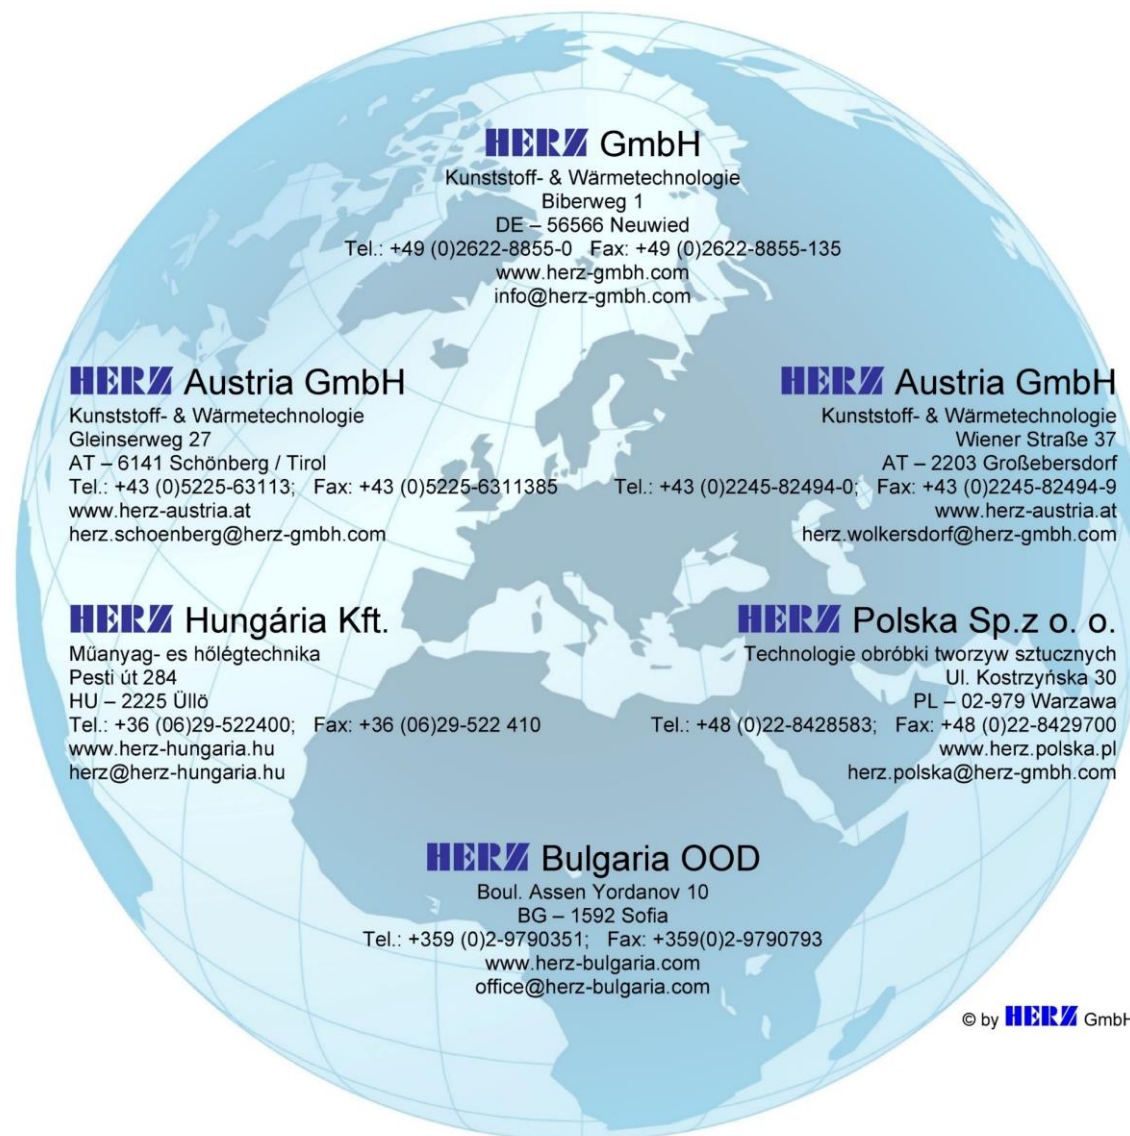 HERZ GmbH
Kunststoff- & Wärmetechnologie
Biberweg 1
DE – 56566 Neuwied
Tel.: +49 (0)2622-8855-0 Fax: +49 (0)2622-8855-135
www.herz-gmbh.com
info@herz-gmbh.com
HERZ Austria GmbH
Kunststoff- & Wärmetechnologie
Gleinserweg 27
AT – 6141 Schönberg / Tirol
Tel.: +43 (0)5225-63113; Fax: +43 (0)5225-6311385
www.herz-austria.at
herz.schoenberg@herz-gmbh.com
HERZ Austria GmbH
Kunststoff- & Wärmetechnologie
Wiener Straße 37
AT – 2203 Großebersdorf
Tel.: +43 (0)2245-82494-0; Fax: +43 (0)2245-82494-9
www.herz-austria.at
herz.wolkersdorf@herz-gmbh.com
HERZ Hungária Kft.
Műanyag- es hőlégtechnika
Pesti út 284
HU – 2225 Üllö
Tel.: +36 (06)29-522400; Fax: +36 (06)29-522 410
www.herz-hungaria.hu
herz@herz-hungaria.hu
HERZ Polska Sp.z o. o.
Technologie obróbki tworzyw sztucznych
Ul. Kostrzyńska 30
PL – 02-979 Warzawa
Tel.: +48 (0)22-8428583; Fax: +48 (0)22-8429700
www.herz.polska.pl
herz.polska@herz-gmbh.com
HERZ Bulgaria OOD
Boul. Assen Yordanov 10
BG – 1592 Sofia
Tel.: +359 (0)2-9790351; Fax: +359(0)2-9790793
www.herz-bulgaria.com
office@herz-bulgaria.com
© by HERZ GmbH